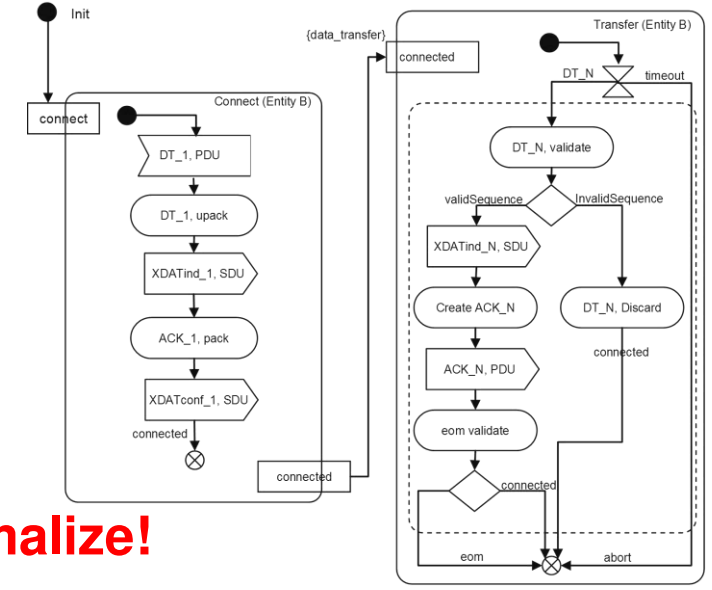 Init
connect
Connect (Entity B)
DT_1, PDU
DT_1, upack
XDATind_1, SDU
ACK_1, pack
XDATconf_1, SDU
connected
connected
{data_transfer}
connected
Transfer (Entity B)
DT_N
timeout
DT_N, validate
validSequence
InvalidSequence
XDATind_N, SDU
Create ACK_N
DT_N, Discard
connected
ACK_N, PDU
eom validate
connected
eom
abort
nalize!